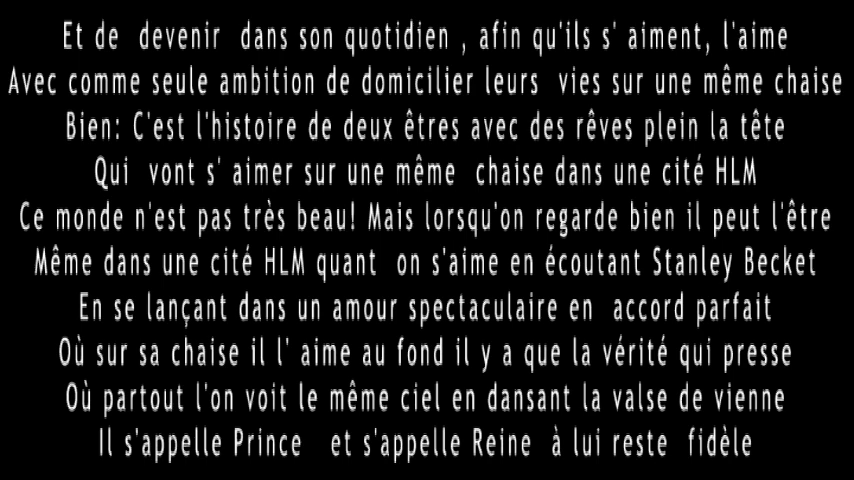 Et de devenir dans son quotidien , afin qu'ils s' aiment, l'aime
Avec comme seule ambition de domicilier leurs vies sur une même chaise
Bien: C'est l'histoire de deux êtres avec des rêves plein la tête
Qui vont s' aimer sur une même chaise dans une cité HLM
Ce monde n'est pas très beau! Mais lorsqu'on regarde bien il peut l'être
Même dans une cité HLM quant on s'aime en écoutant Stanley Becket
En se lançant dans un amour spectaculaire en accord parfait
Où sur sa chaise il l' aime au fond il y a que la vérité qui presse
Où partout l'on voit le même ciel en dansant la valse de vienne
Il s'appelle Prince et s'appelle Reine à lui reste fidèle